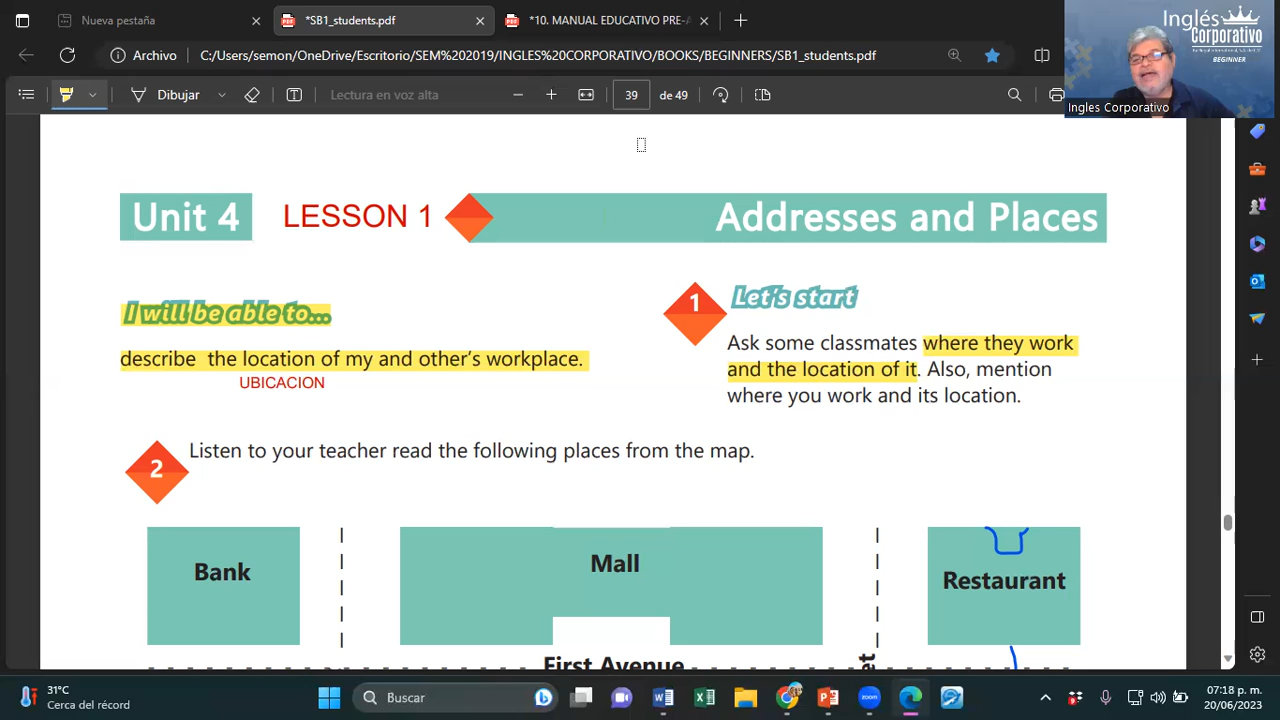 Nueva pestaña
*SB1_students.pdf
*10. MANUAL EDUCATIVO PRE-A
Archivo
C:/Users/semon/OneDrive/Escritorio/SEM%202019/INGLES%20CORPORATIVO/BOOKS/BEGINNERS/SB1_students.pdf
Dibujar
Lectura en voz alta
39
de 49
Inglés
Corporativo
BEGINNER
Ingles Corporativo
Unit 4
LESSON 1
Addresses and Places
I will be able to...
describe the location of my and other's workplace.
UBICACION
1
Let's start
Ask some classmates where they work
and the location of it. Also, mention
where you work and its location.
2
Listen to your teacher read the following places from the map.
Bank
Mall
Restaurant
First Avenue
31°C
Cerca del récord
Buscar
07:18 p. m.
20/06/2023